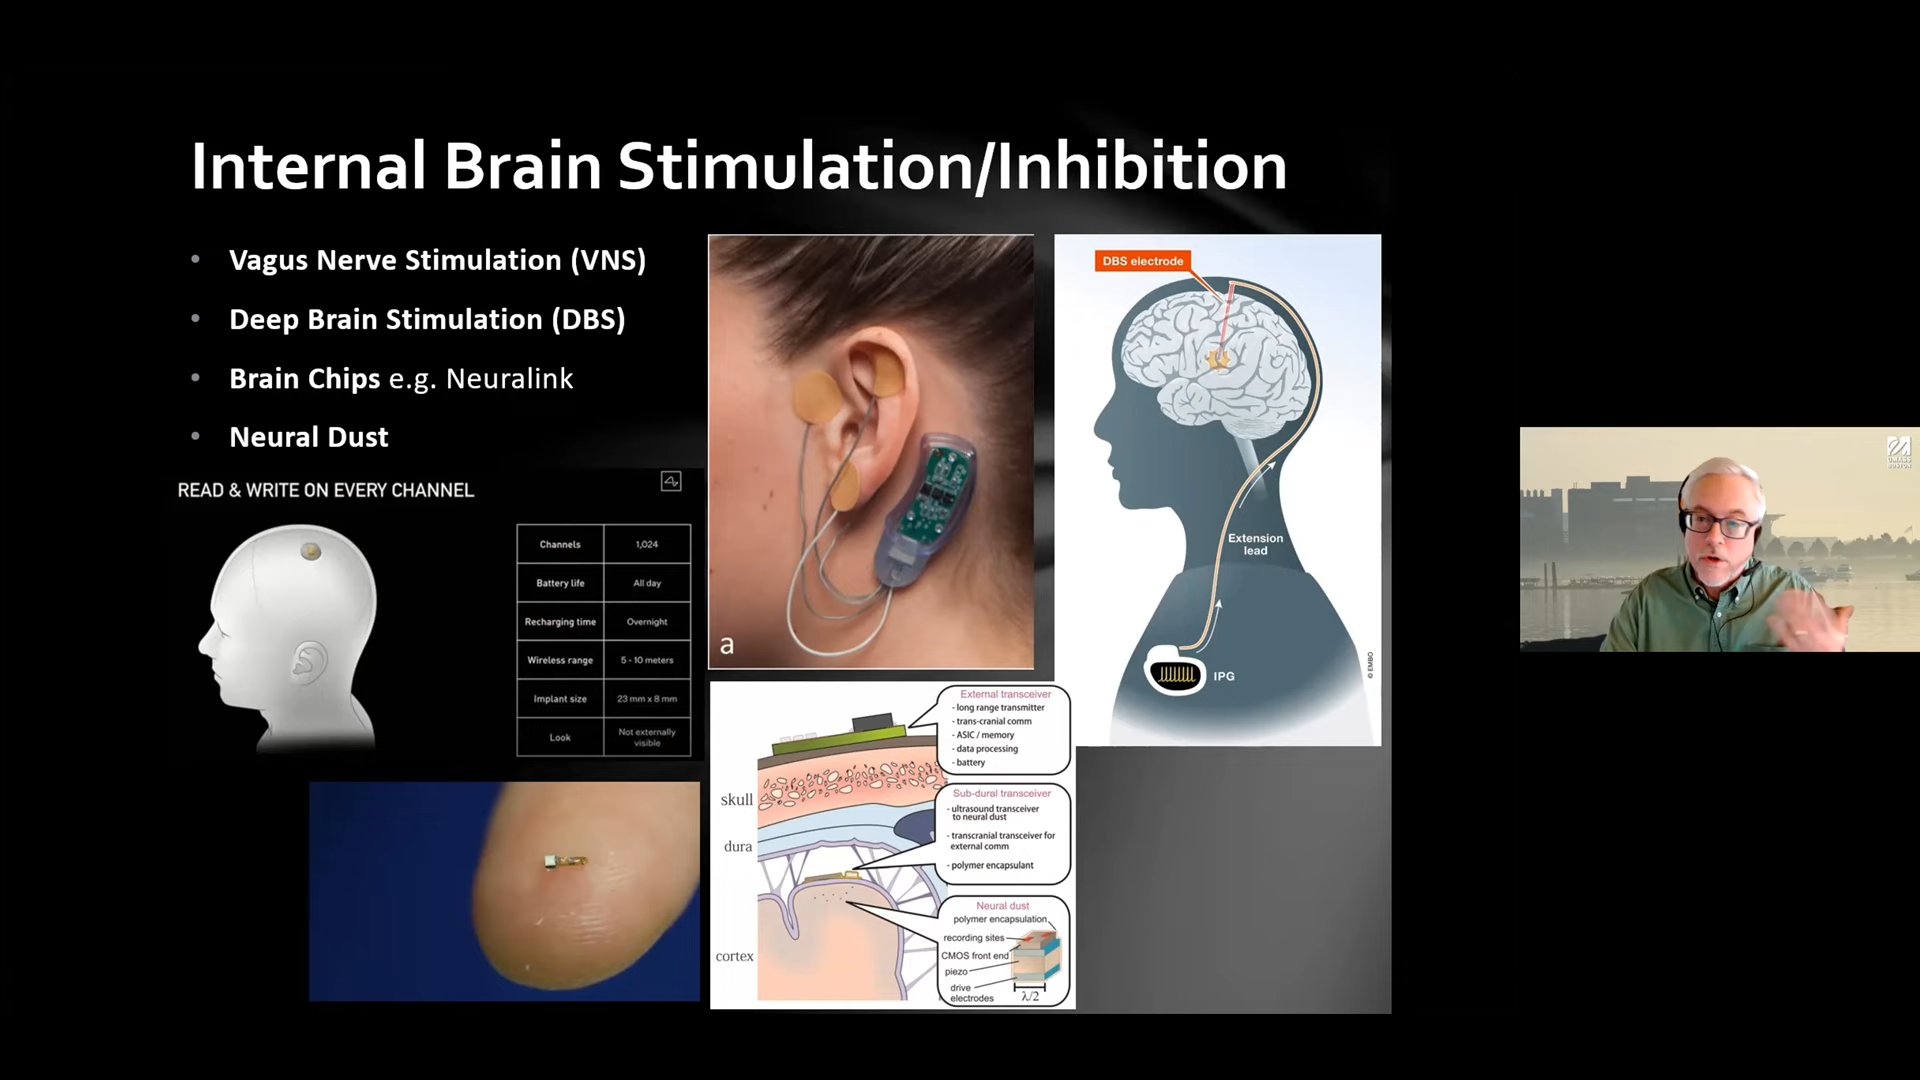 Internal Brain Stimulation/Inhibition
• Vagus Nerve Stimulation (VNS)
• Deep Brain Stimulation (DBS)
• Brain Chips e.g. Neuralink
• Neural Dust
READ & WRITE ON EVERY CHANNEL
Channels 1,024
Battery life All day
Recharging time Overnight
Wireless range 5 - 10 meters
Implant size 23 mm x 8 mm
Look Not externally
visible
a
DBS electrode
Extension
lead
IPG
© EMBO
External transceiver
- long range transmitter
- trans-cranial comm
- ASIC / memory
- data processing
- battery
Sub-dural transceiver
- ultrasound transceiver
to neural dust
- transcranial transceiver for
external comm
- polymer encapsulant
Neural dust
polymer encapsulation
recording sites
CMOS front end
piezo
drive
electrodes
λ/2
skull
dura
cortex
UMASS
BOSTON